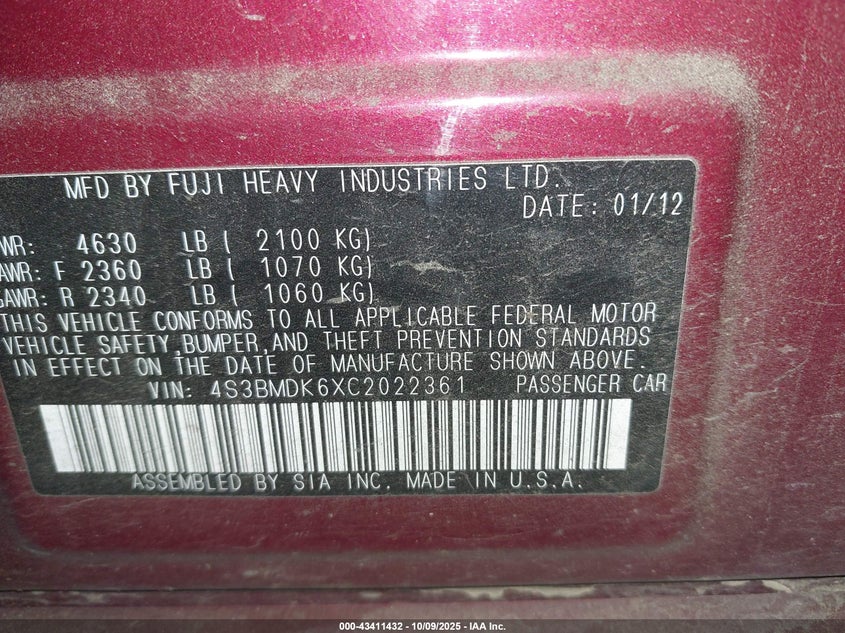 MFD BY FUJI HEAVY INDUSTRIES LTD.
DATE: 01/12
WR: 4630 LB ( 2100 KG)
AWR: F 2360 LB ( 1070 KG)
GAWR: R 2340 LB ( 1060 KG)
THIS VEHICLE CONFORMS TO ALL APPLICABLE FEDERAL MOTOR
VEHICLE SAFETY,BUMPER,AND THEFT PREVENTION STANDARDS
IN EFFECT ON THE DATE OF MANUFACTURE SHOWN ABOVE.
VIN: 4S3BMDK6XC2022361 PASSENGER CAR
ASSEMBLED BY SIA INC. MADE IN U.S.A.
000-43411432 - 10/09/2025 - IAA Inc.